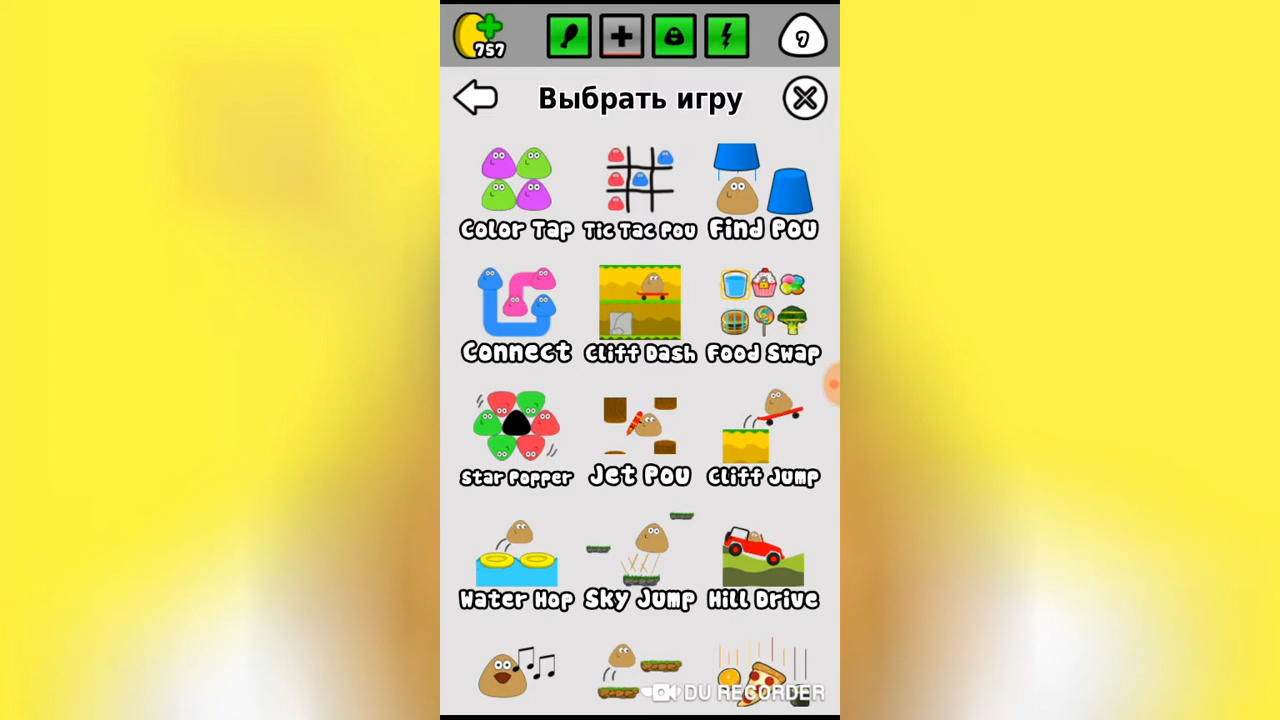 757
7
Выбрать игру
Color Tap
Tic Tac Pou
Find Pou
Connect
Cliff Dash
Food Swap
Star Popper
Jet Pou
Cliff Jump
Water Hop
Sky Jump
Hill Drive
DU RECORDER